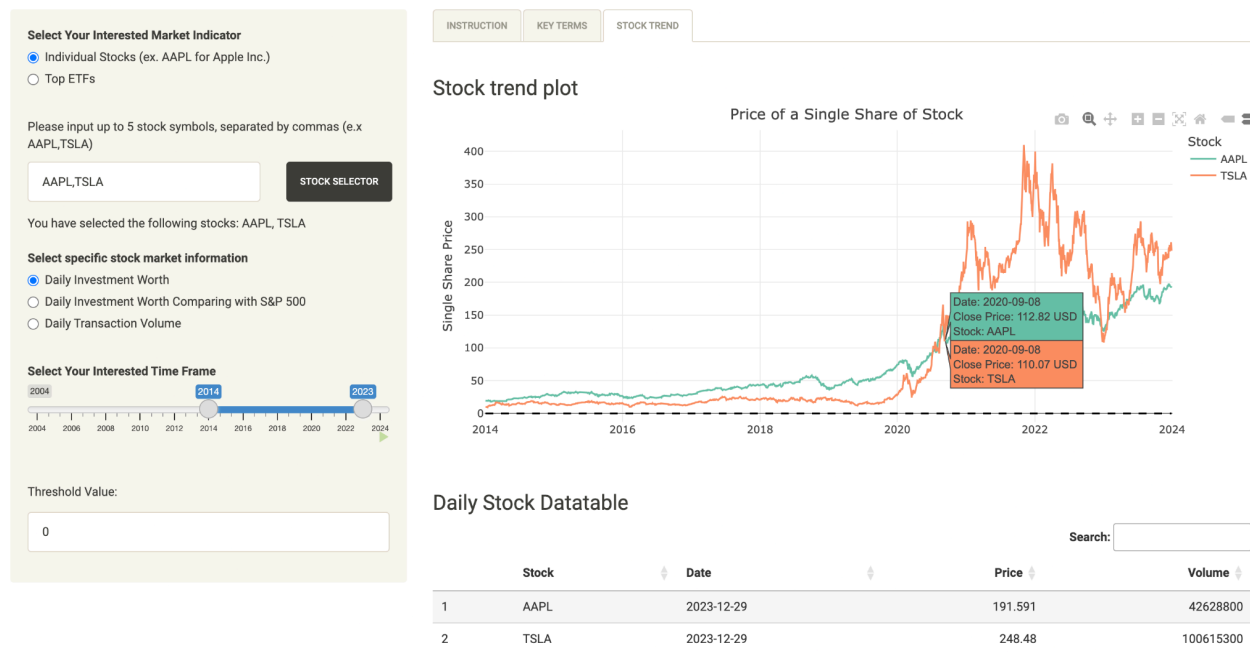 Select Your Interested Market Indicator
Individual Stocks (ex. AAPL for Apple Inc.)
Top ETFs
Please input up to 5 stock symbols, separated by commas (e.x
AAPL,TSLA)
AAPL,TSLA
STOCK SELECTOR
You have selected the following stocks: AAPL, TSLA
Select specific stock market information
Daily Investment Worth
Daily Investment Worth Comparing with S&P 500
Daily Transaction Volume
Select Your Interested Time Frame
2004 2014 2023
2004 2006 2008 2010 2012 2014 2016 2018 2020 2022 2024
Threshold Value:
0
INSTRUCTION KEY TERMS STOCK TREND
Stock trend plot
Price of a Single Share of Stock
Stock
AAPL
TSLA
Single Share Price
400
350
300
250
200
150
100
50
0
2014 2016 2018 2020 2022 2024
Date: 2020-09-08
Close Price: 112.82 USD
Stock: AAPL
Date: 2020-09-08
Close Price: 110.07 USD
Stock: TSLA
Daily Stock Datatable
Search:
Stock Date Price Volume
1 AAPL 2023-12-29 191.591 42628800
2 TSLA 2023-12-29 248.48 100615300